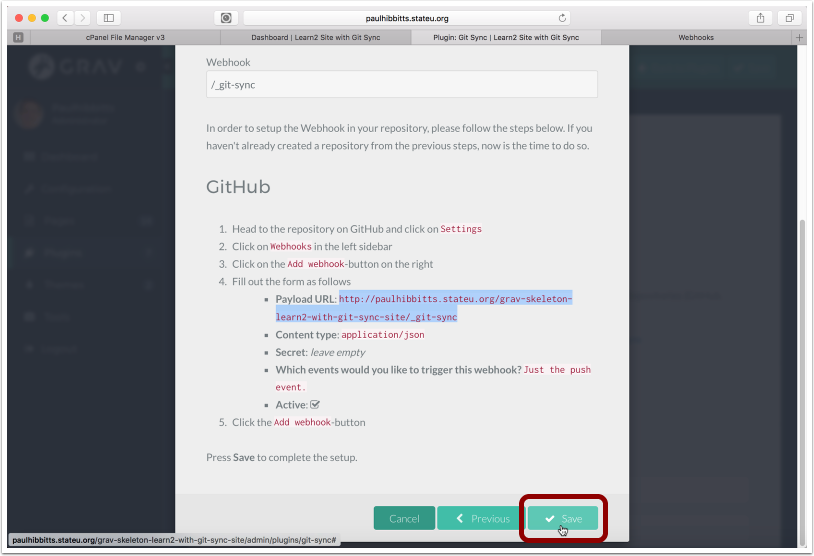 paulhibbitts.stateu.org
H
cPanel File Manager v3
Dashboard | Learn2 Site with Git Sync
Plugin: Git Sync | Learn2 Site with Git Sync
Webhooks
+
GRAV
Webhook
/_git-sync
In order to setup the Webhook in your repository, please follow the steps below. If you
haven't already created a repository from the previous steps, now is the time to do so.
GitHub
1. Head to the repository on GitHub and click on Settings
2. Click on Webhooks in the left sidebar
3. Click on the Add webhook-button on the right
4. Fill out the form as follows
Payload URL: http://paulhibbitts.stateu.org/grav-skeleton-
learn2-with-git-sync-site/_git-sync
Content type: application/json
Secret: leave empty
Which events would you like to trigger this webhook? Just the push
event.
Active:
5. Click the Add webhook-button
Press Save to complete the setup.
Cancel
Previous
Save
paulhibbitts.stateu.org/grav-skeleton-learn2-with-git-sync-site/admin/plugins/git-sync#